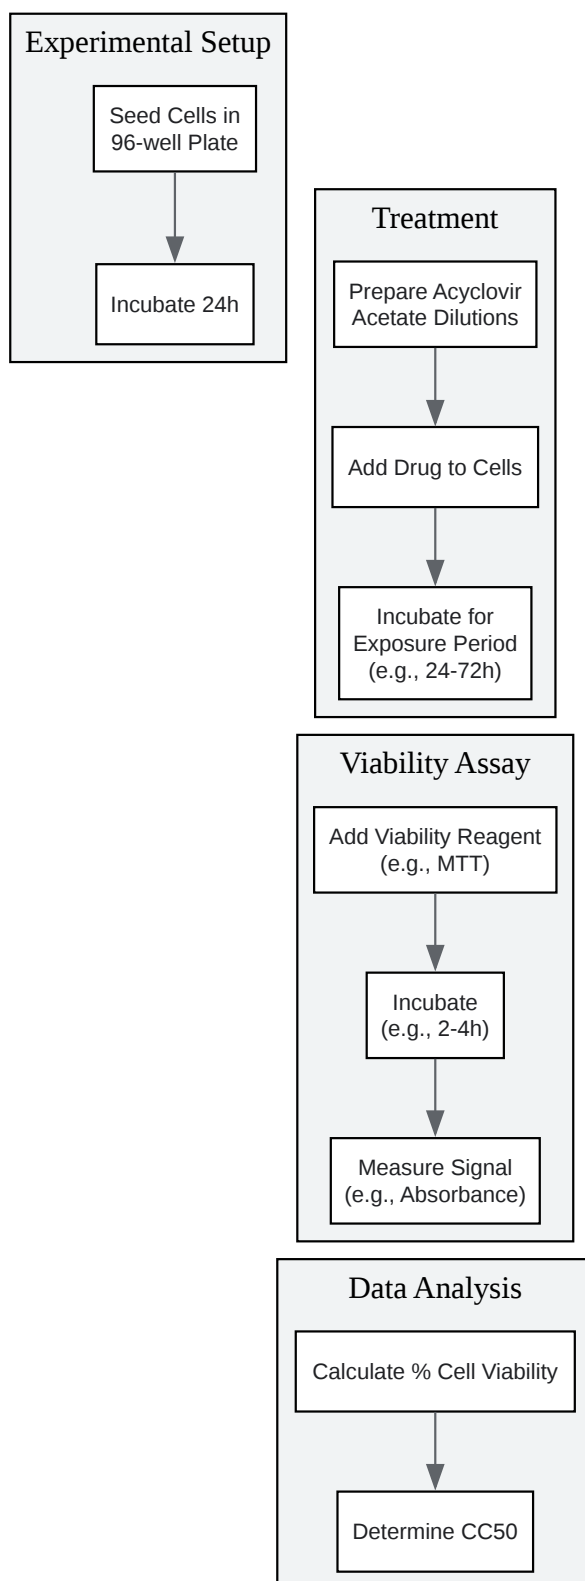 Experimental Setup
Seed Cells in
96-well Plate
Incubate 24h
Treatment
Prepare Acyclovir
Acetate Dilutions
Add Drug to Cells
Incubate for
Exposure Period
(e.g., 24-72h)
Viability Assay
Add Viability Reagent
(e.g., MTT)
Incubate
(e.g., 2-4h)
Measure Signal
(e.g., Absorbance)
Data Analysis
Calculate % Cell Viability
Determine CC50